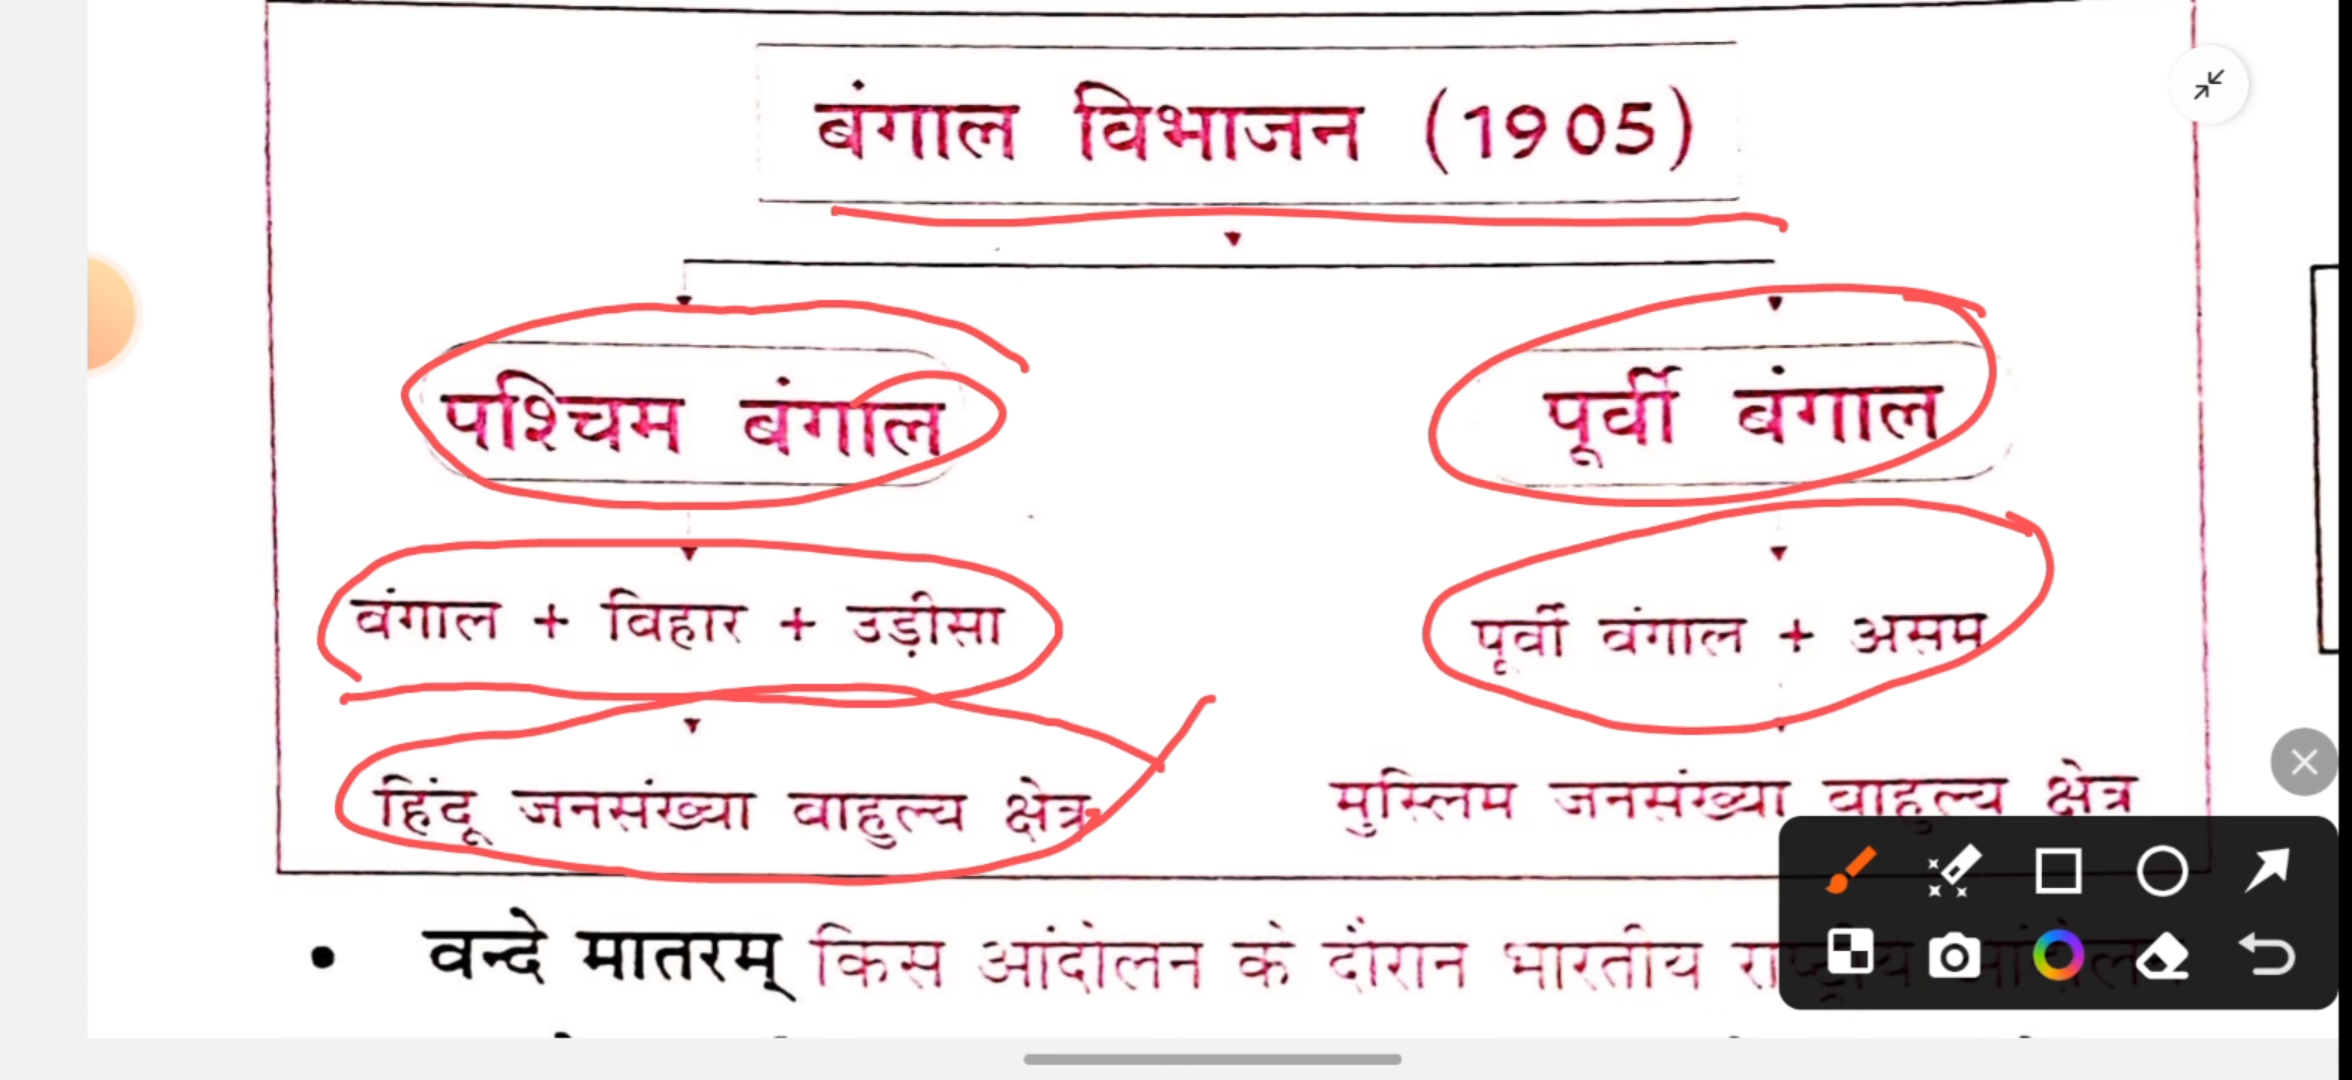 बंगाल विभाजन (1905)
पश्चिम बंगाल
पूर्वी बंगाल
वंगाल + विहार + उड़ीसा
पूर्वी वंगाल + असम
हिंदू जनसंख्या वाहुल्य क्षेत्र
मुस्लिम जनसंख्या वाहुल्य क्षेत्र
• वन्दे मातरम् किस आंदोलन के दौरान भारतीय राष्ट्रीय